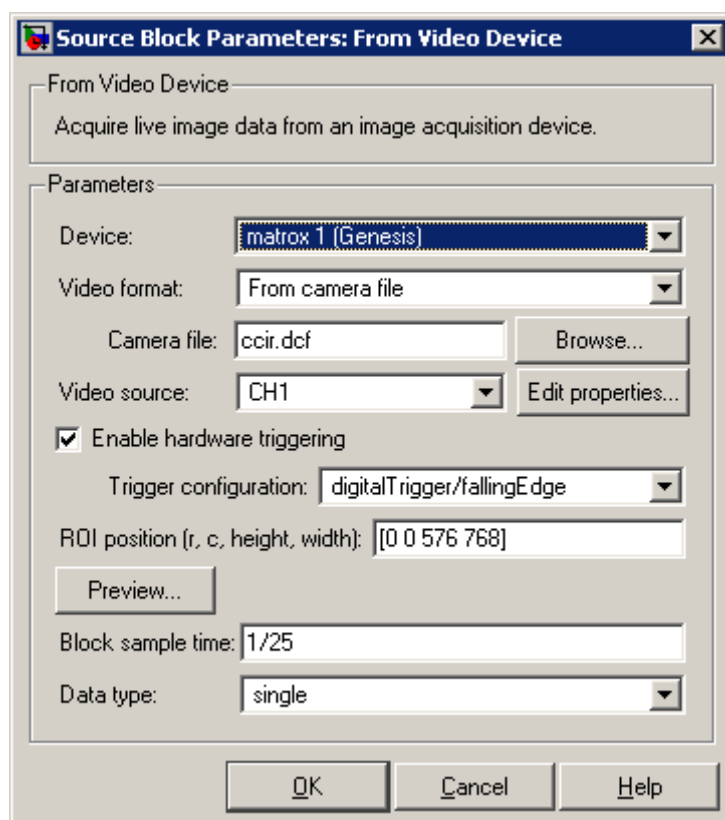 Source Block Parameters: From Video Device
From Video Device
Acquire live image data from an image acquisition device.
Parameters
Device: matrox 1 (Genesis)
Video format: From camera file
Camera file: ccir.dcf Browse...
Video source: CH1 Edit properties...
Enable hardware triggering
Trigger configuration: digitalTrigger/fallingEdge
ROI position (r, c, height, width): [0 0 576 768]
Preview...
Block sample time: 1/25
Data type: single
OK Cancel Help